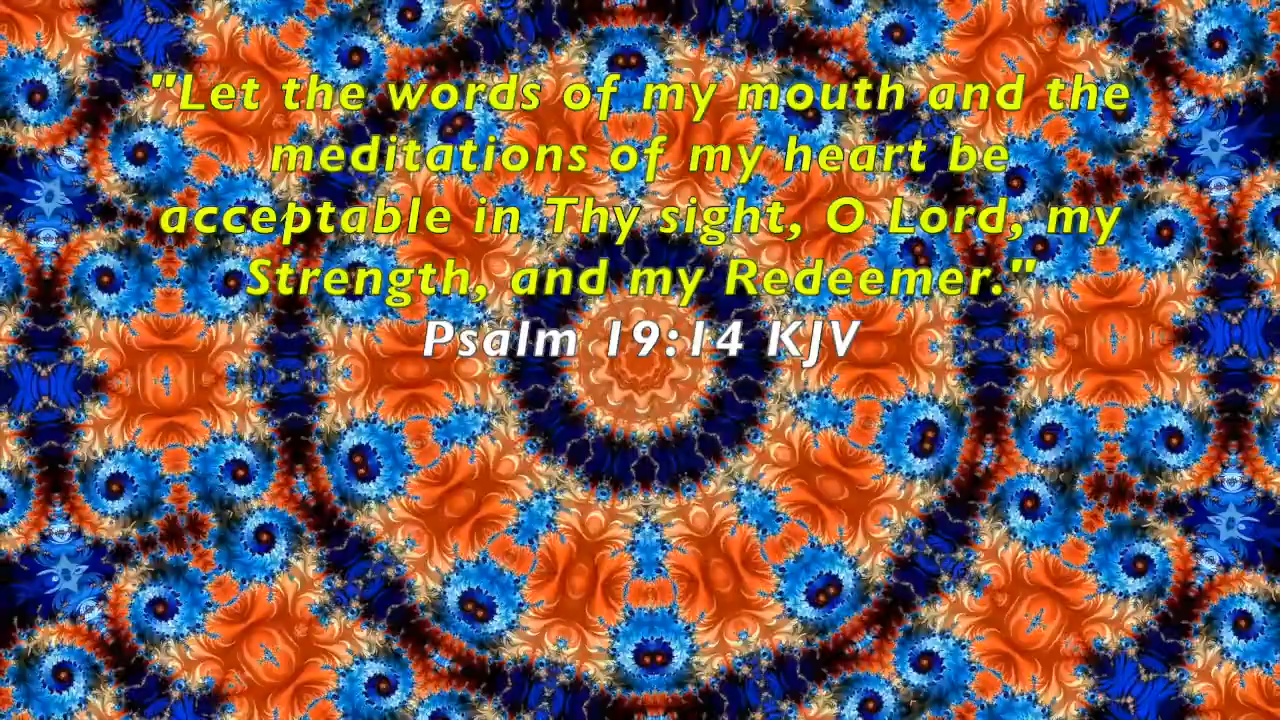 "Let the words of my mouth and the
meditations of my heart be
acceptable in Thy sight, O Lord, my
Strength, and my Redeemer."
Psalm 19:14 KJV